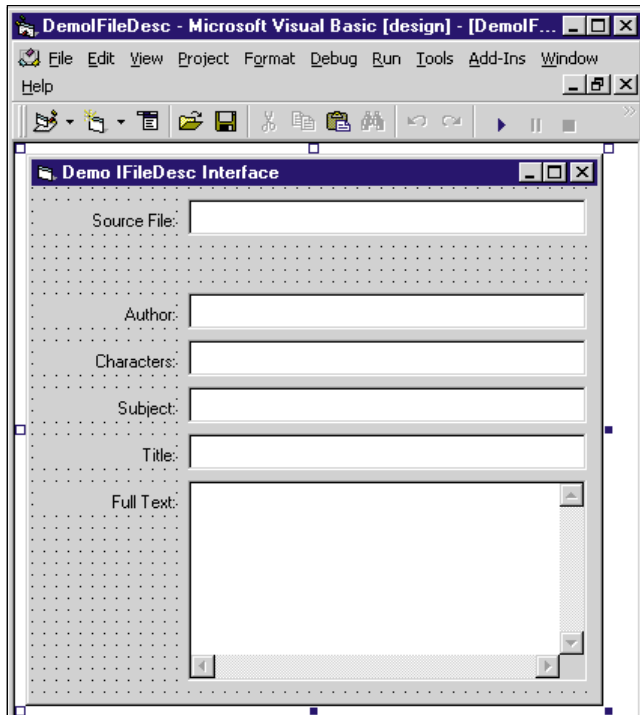 DemoIFileDesc - Microsoft Visual Basic [design] - [DemoIF...
File Edit View Project Format Debug Run Tools Add-Ins Window
Help
Demo IFileDesc Interface
Source File:
Author:
Characters:
Subject:
Title:
Full Text: